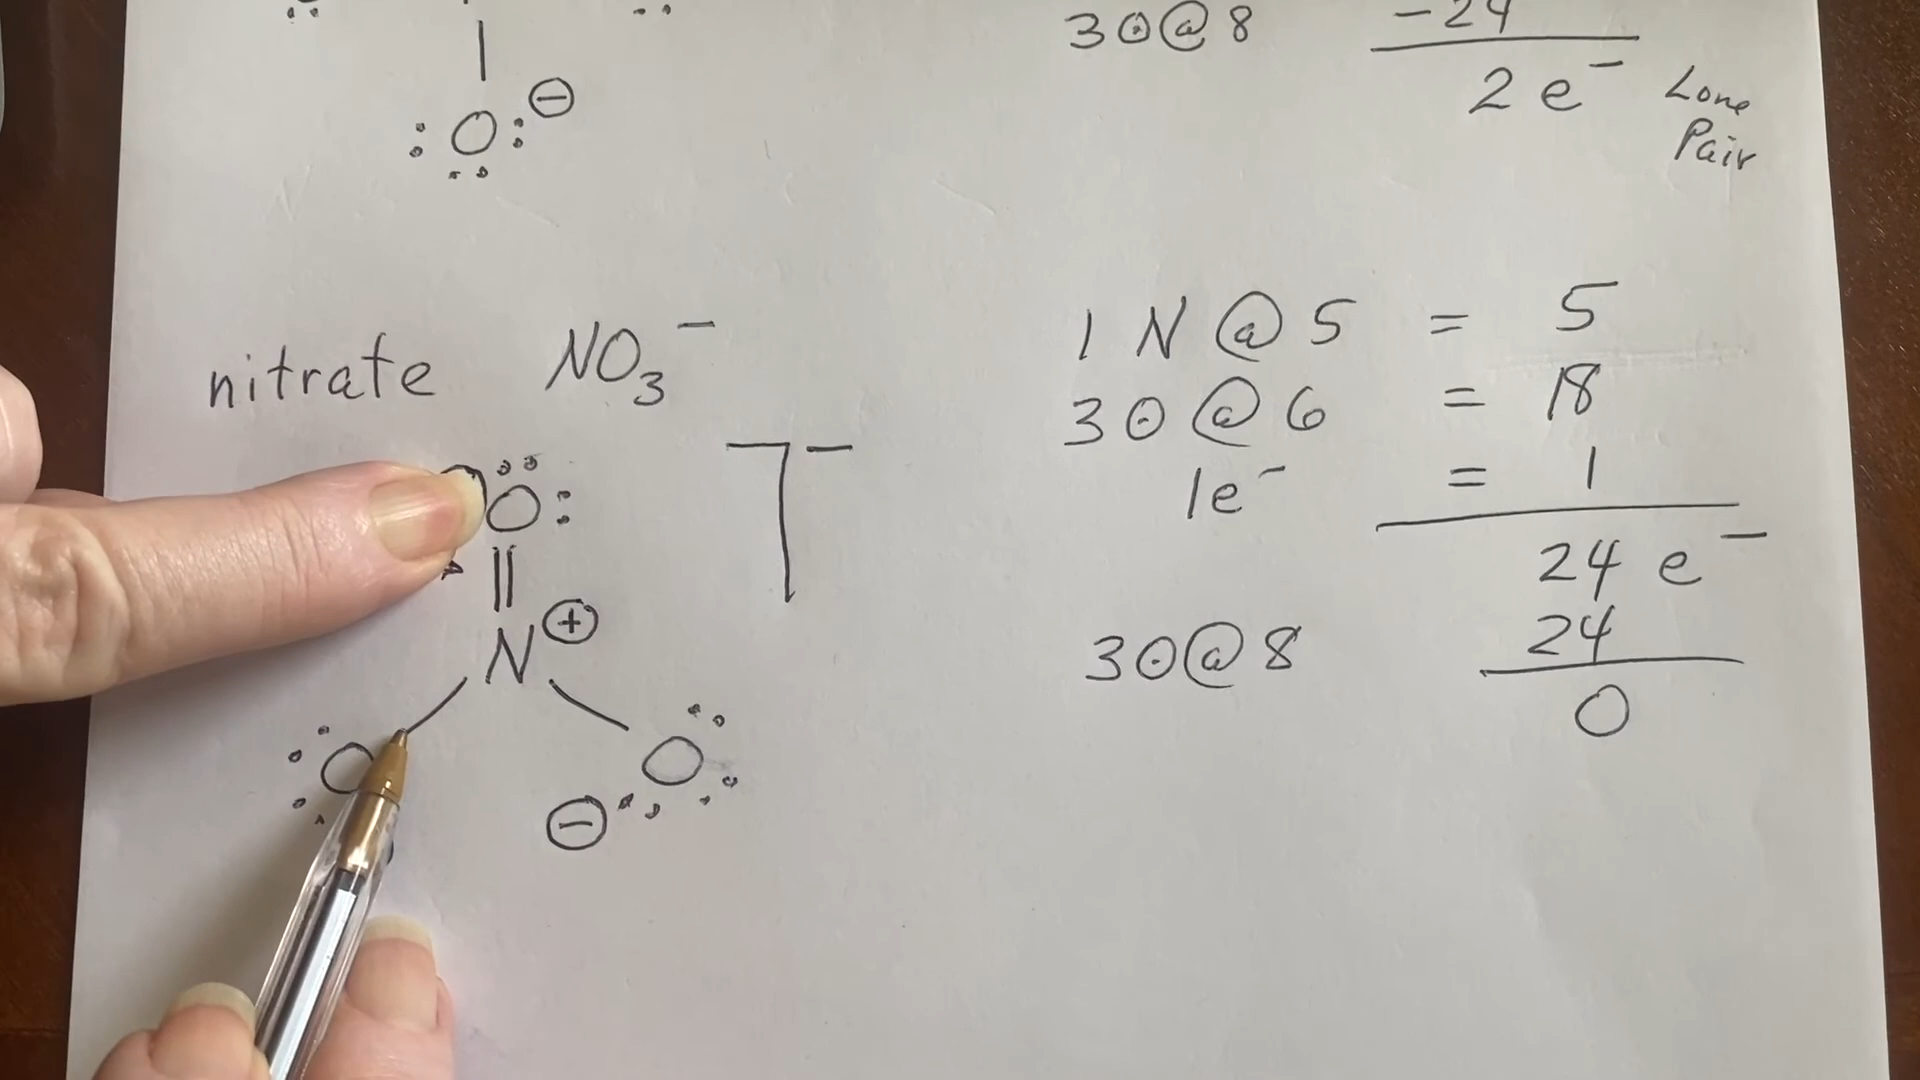 3O@8 -24
2e⁻ Lone
Pair
O ⊖
nitrate NO₃⁻
1 N @ 5 = 5
3O @ 6 = 18
1e⁻ = 1
24 e⁻
3O@8 24
0
O
N ⊕
O O
⊖